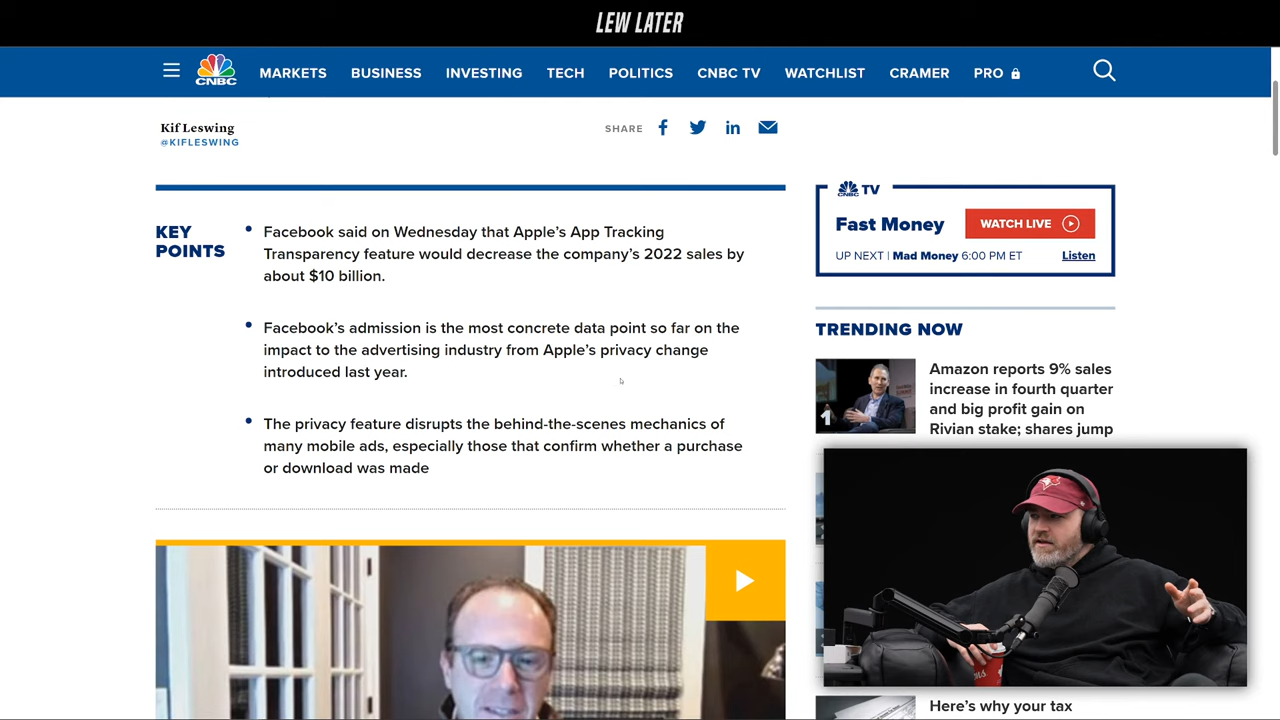 LEW LATER
CNBC
MARKETS
BUSINESS
INVESTING
TECH
POLITICS
CNBC TV
WATCHLIST
CRAMER
PRO
Kif Leswing
@KIFLESWING
SHARE
KEY
POINTS
Facebook said on Wednesday that Apple’s App Tracking
Transparency feature would decrease the company’s 2022 sales by
about $10 billion.
Facebook’s admission is the most concrete data point so far on the
impact to the advertising industry from Apple’s privacy change
introduced last year.
The privacy feature disrupts the behind-the-scenes mechanics of
many mobile ads, especially those that confirm whether a purchase
or download was made
CNBC TV
Fast Money
WATCH LIVE
UP NEXT | Mad Money 6:00 PM ET
Listen
TRENDING NOW
1
Amazon reports 9% sales
increase in fourth quarter
and big profit gain on
Rivian stake; shares jump
Here’s why your tax